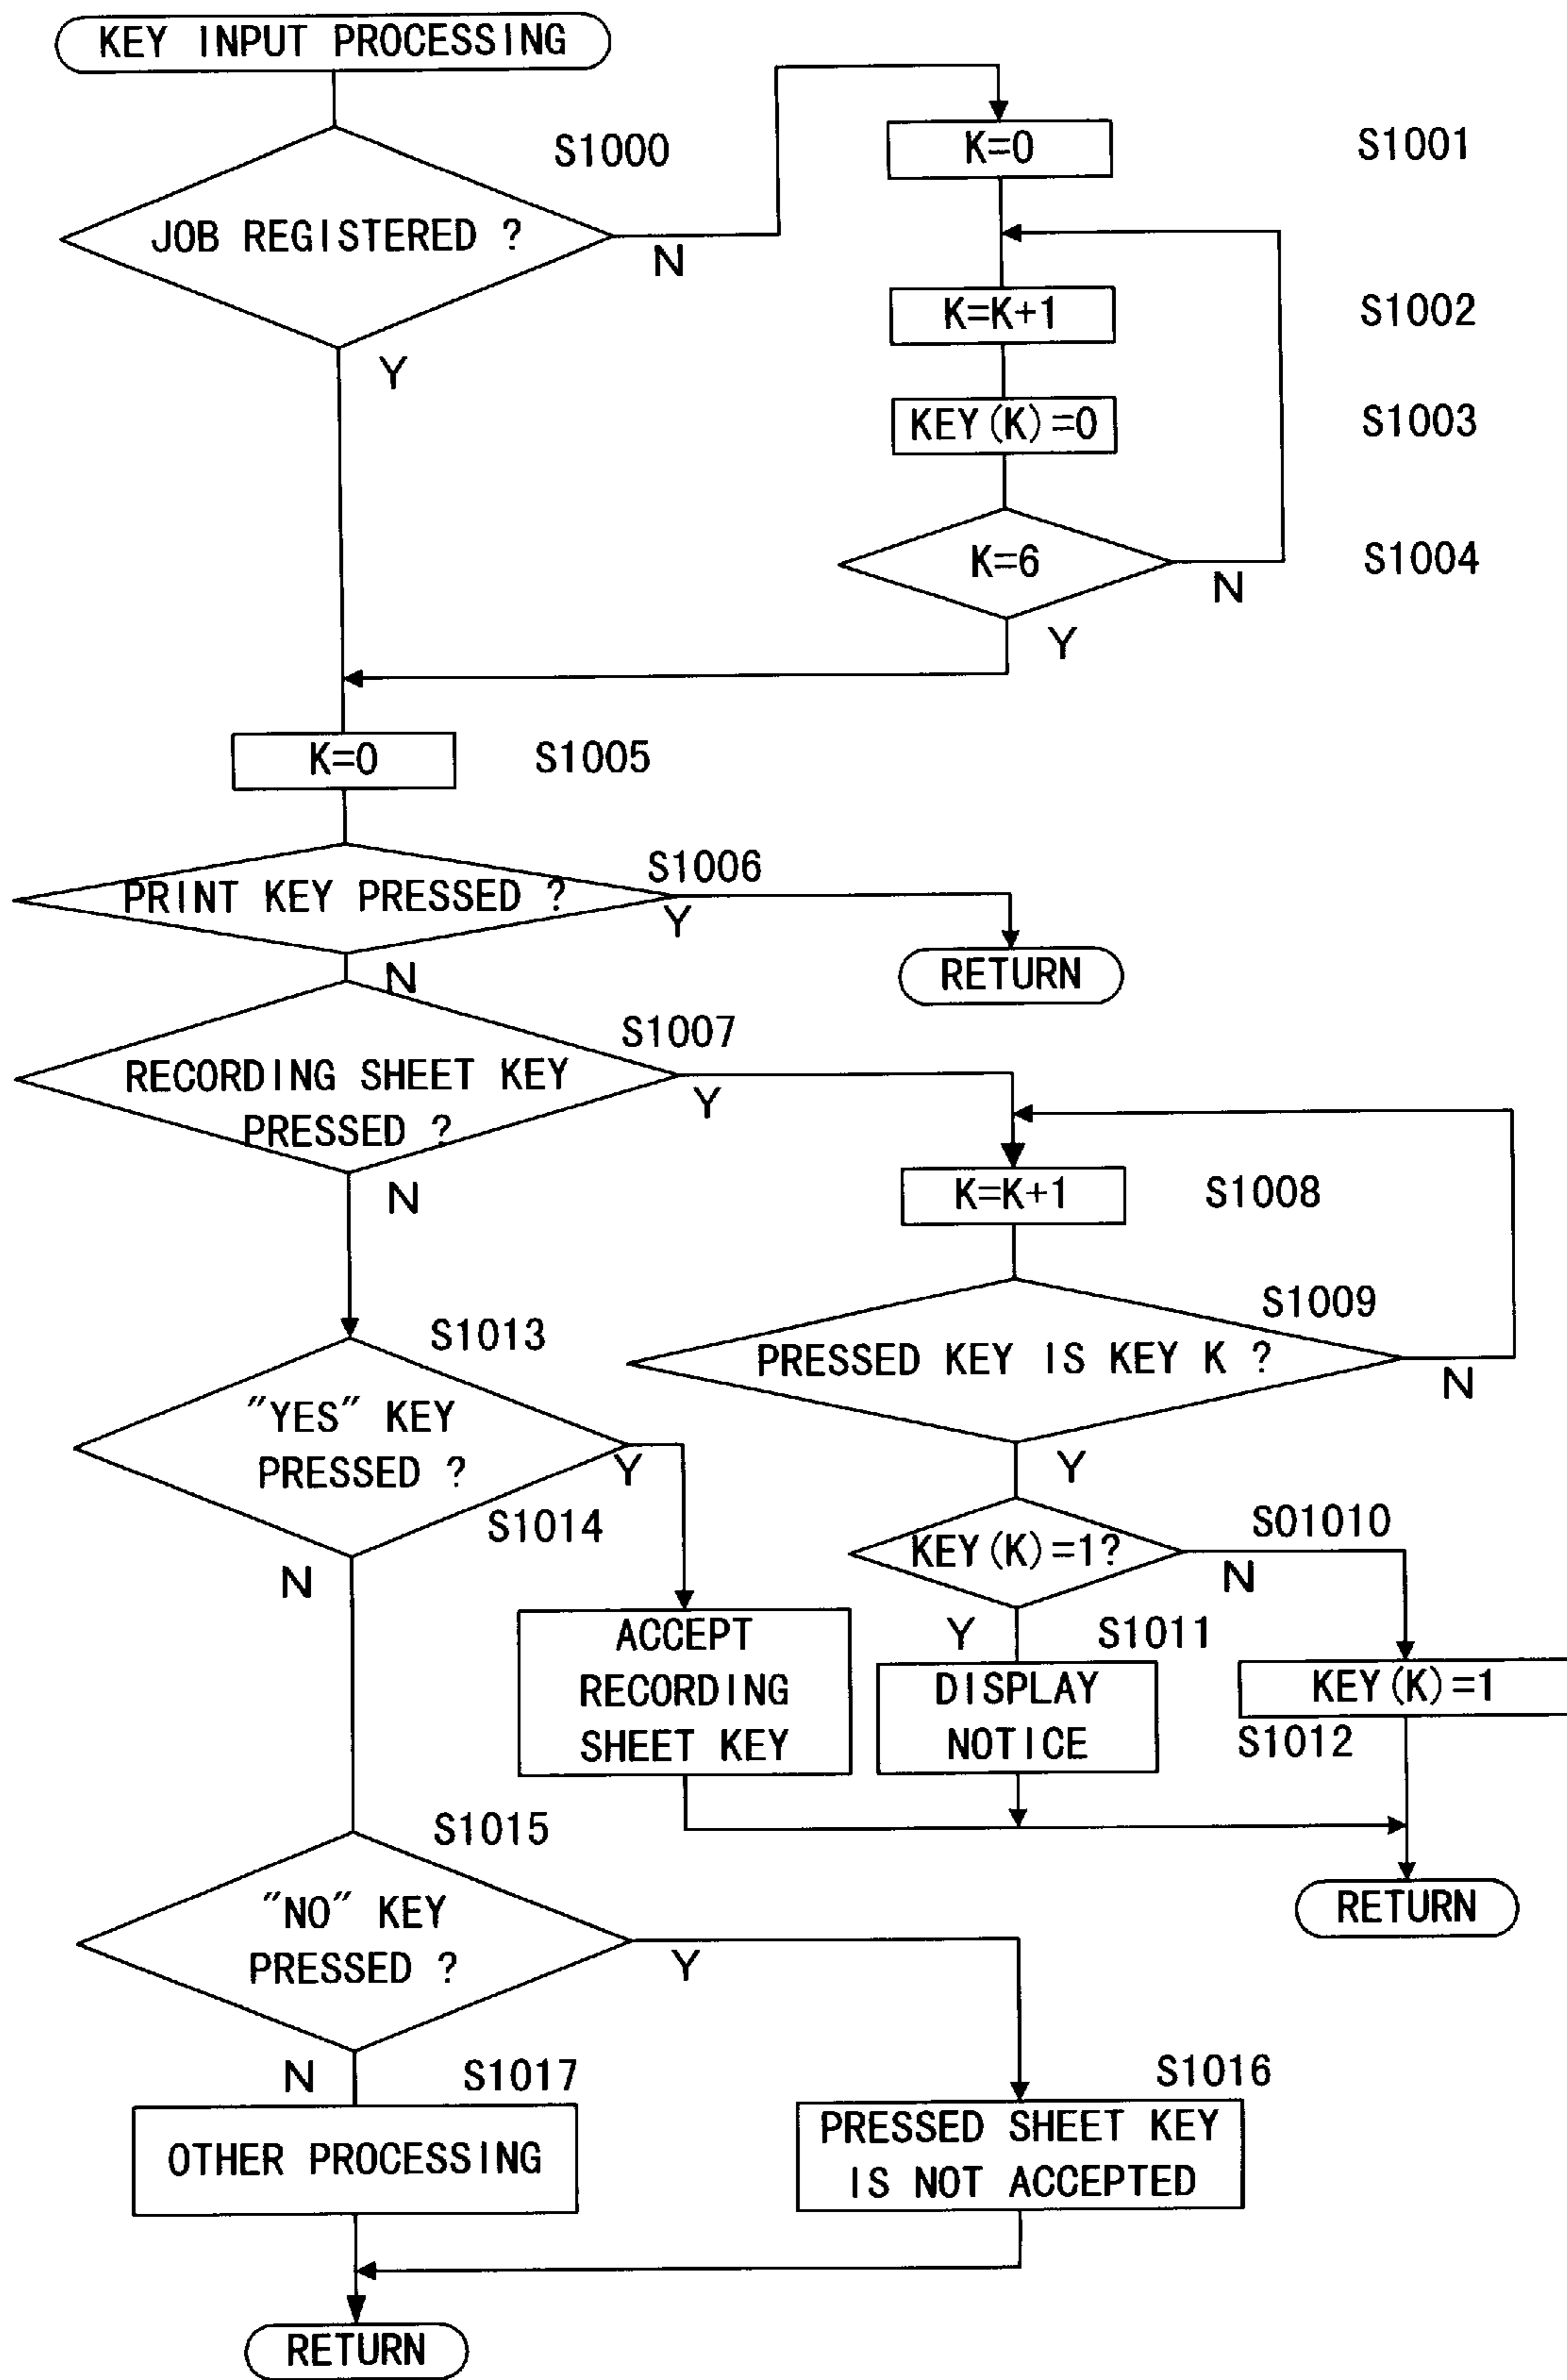 KEY INPUT PROCESSING
S1000
JOB REGISTERED ?
N
Y
K=0
S1001
K=K+1
S1002
KEY(K)=0
S1003
K=6
S1004
N
Y
K=0
S1005
PRINT KEY PRESSED ?
S1006
Y
N
RETURN
RECORDING SHEET KEY
PRESSED ?
S1007
Y
N
K=K+1
S1008
PRESSED KEY IS KEY K ?
S1009
N
Y
S1013
"YES" KEY
PRESSED ?
Y
N
S1014
ACCEPT
RECORDING
SHEET KEY
KEY(K)=1?
S01010
N
Y
S1011
DISPLAY
NOTICE
KEY(K)=1
S1012
RETURN
S1015
"NO" KEY
PRESSED ?
Y
N
S1017
OTHER PROCESSING
S1016
PRESSED SHEET KEY
IS NOT ACCEPTED
RETURN